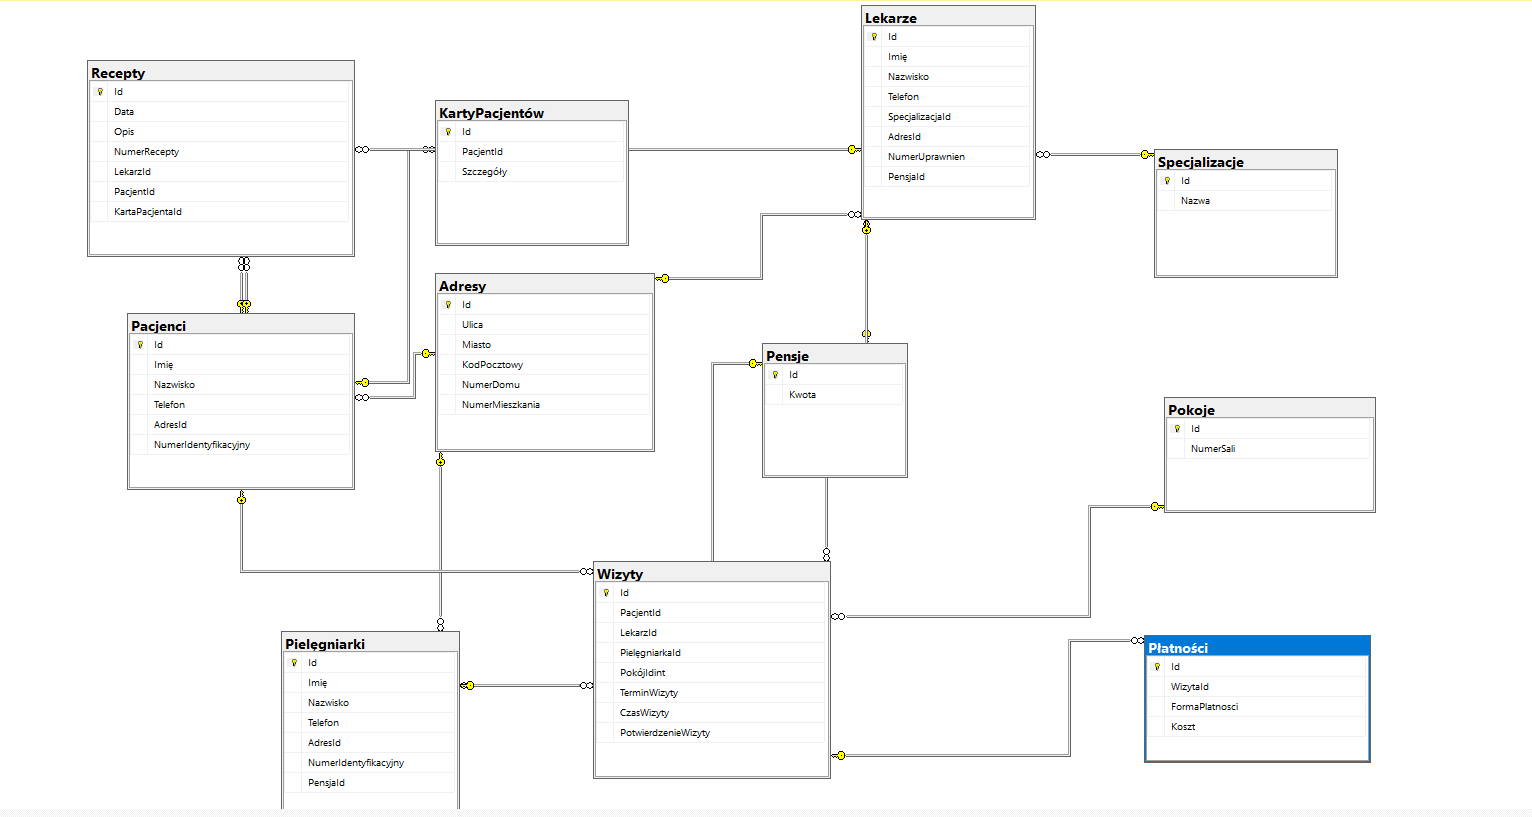 Lekarze
Id
Imię
Nazwisko
Telefon
SpecjalizacjaId
AdresId
NumerUprawnien
PensjaId
Recepty
Id
Data
Opis
NumerRecepty
LekarzId
PacjentId
KartaPacjentaId
KartyPacjentów
Id
PacjentId
Szczegóły
Specjalizacje
Id
Nazwa
Adresy
Id
Ulica
Miasto
KodPocztowy
NumerDomu
NumerMieszkania
Pacjenci
Id
Imię
Nazwisko
Telefon
AdresId
NumerIdentyfikacyjny
Pensje
Id
Kwota
Pokoje
Id
NumerSali
Wizyty
Id
PacjentId
LekarzId
PielęgniarkaId
PokójIdint
TerminWizyty
CzasWizyty
PotwierdzenieWizyty
Pielęgniarki
Id
Imię
Nazwisko
Telefon
AdresId
NumerIdentyfikacyjny
PensjaId
Płatności
Id
WizytaId
FormaPlatnosci
Koszt